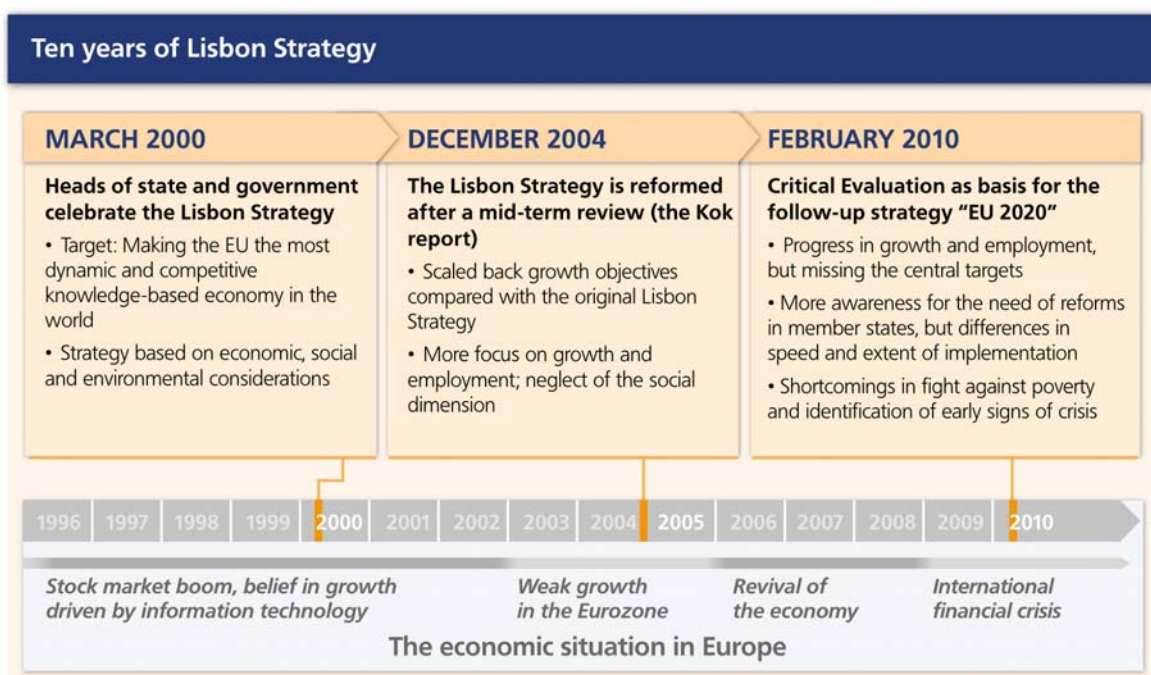 Ten years of Lisbon Strategy
MARCH 2000
Heads of state and government
celebrate the Lisbon Strategy
• Target: Making the EU the most
dynamic and competitive
knowledge-based economy in the
world
• Strategy based on economic, social
and environmental considerations
DECEMBER 2004
The Lisbon Strategy is reformed
after a mid-term review (the Kok
report)
• Scaled back growth objectives
compared with the original Lisbon
Strategy
• More focus on growth and
employment; neglect of the social
dimension
FEBRUARY 2010
Critical Evaluation as basis for the
follow-up strategy “EU 2020”
• Progress in growth and employment,
but missing the central targets
• More awareness for the need of reforms
in member states, but differences in
speed and extent of implementation
• Shortcomings in fight against poverty
and identification of early signs of crisis
1996 1997 1998 1999 2000 2001 2002 2003 2004 2005 2006 2007 2008 2009 2010
Stock market boom, belief in growth
driven by information technology
Weak growth
in the Eurozone
Revival of
the economy
International
financial crisis
The economic situation in Europe